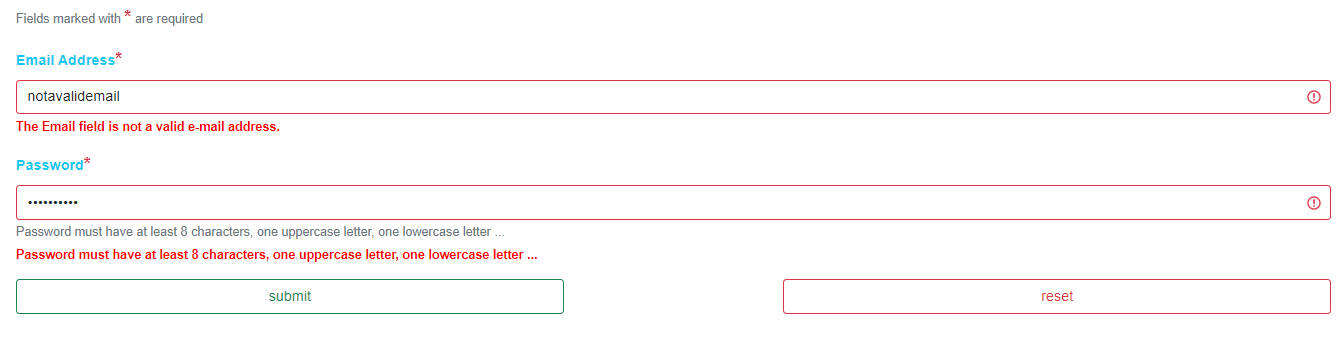 Fields marked with * are required
Email Address*
notavalidemail
The Email field is not a valid e-mail address.
Password*
••••••••••
Password must have at least 8 characters, one uppercase letter, one lowercase letter ...
Password must have at least 8 characters, one uppercase letter, one lowercase letter ...
submit reset